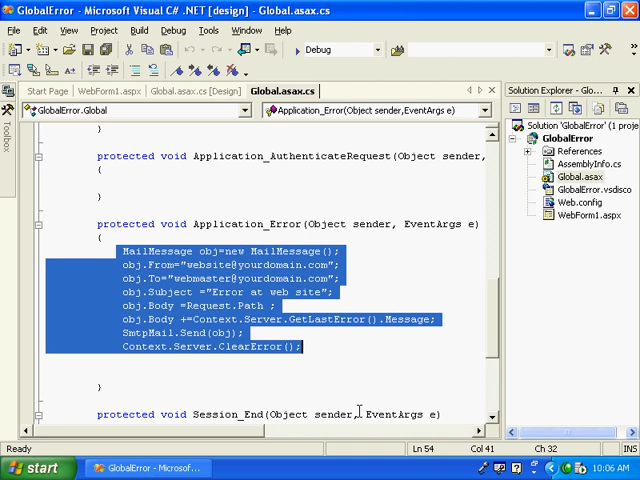 GlobalError - Microsoft Visual C# .NET [design] - Global.asax.cs
File Edit View Project Build Debug Tools Window Help
Debug
Start Page WebForm1.aspx Global.asax.cs [Design] Global.asax.cs
Solution Explorer - Glo
GlobalError.Global
Application_Error(Object sender,EventArgs e)
Solution 'GlobalError' (1 proje
GlobalError
References
AssemblyInfo.cs
Global.asax
GlobalError.vsdisco
Web.config
WebForm1.aspx
Toolbox
}
protected void Application_AuthenticateRequest(Object sender,
{
}
protected void Application_Error(Object sender, EventArgs e)
{
MailMessage obj=new MailMessage();
obj.From="website@yourdomain.com";
obj.To="webmaster@yourdomain.com";
obj.Subject ="Error at web site";
obj.Body =Request.Path ;
obj.Body +=Context.Server.GetLastError().Message;
SmtpMail.Send(obj);
Context.Server.ClearError();
}
protected void Session_End(Object sender, EventArgs e)
Ready
Ln 54 Col 41 Ch 32 INS
start
GlobalError - Microsof...
10:06 AM